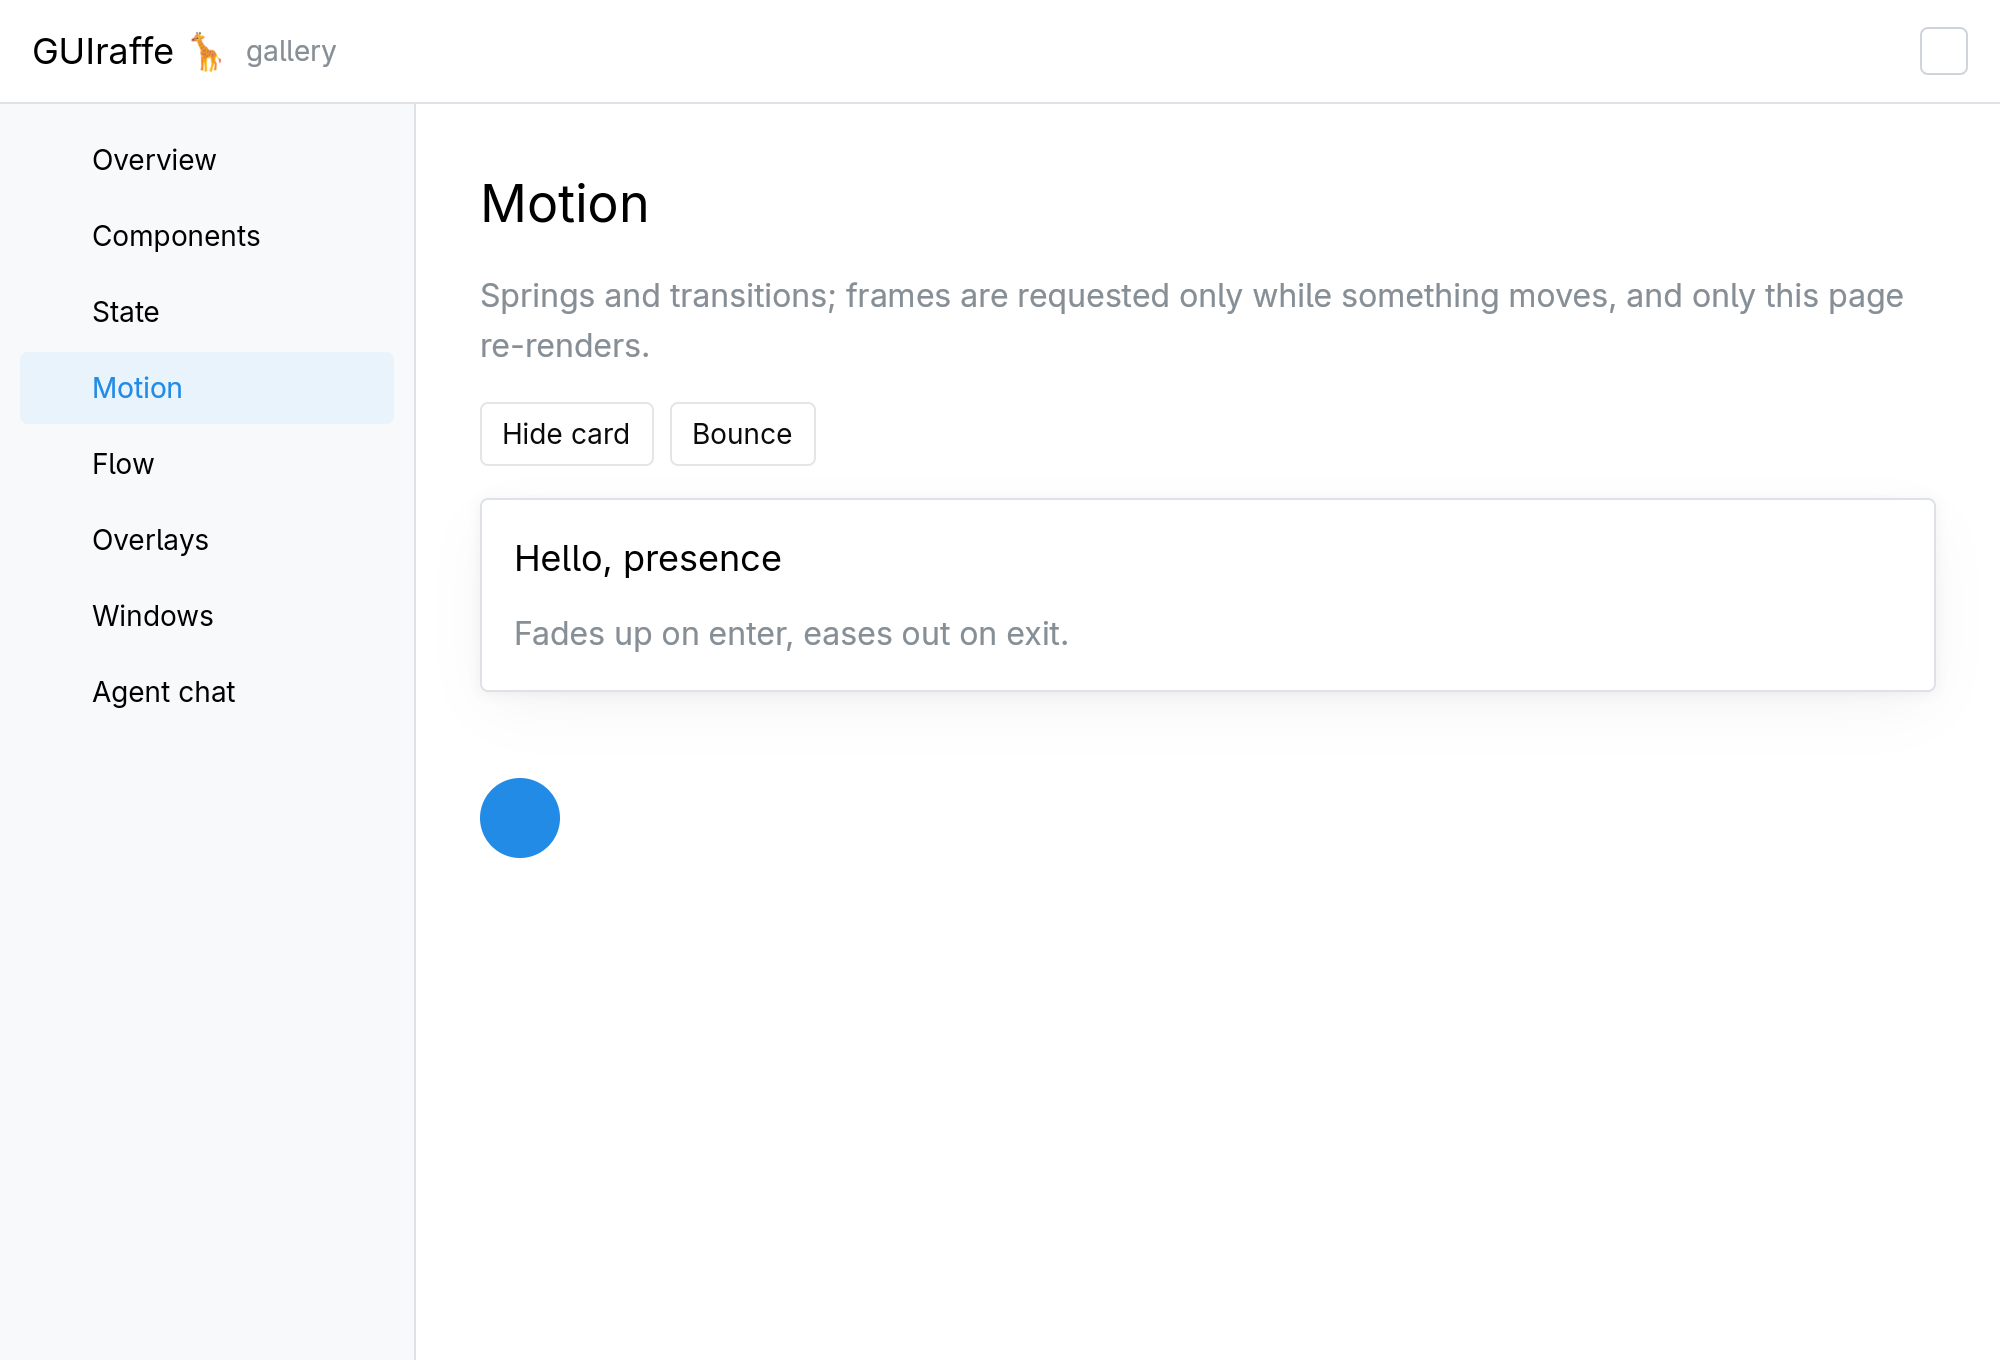 GUIraffe 🦒 gallery
Overview
Components
State
Motion
Flow
Overlays
Windows
Agent chat
Motion
Springs and transitions; frames are requested only while something moves, and only this page
re-renders.
Hide card
Bounce
Hello, presence
Fades up on enter, eases out on exit.